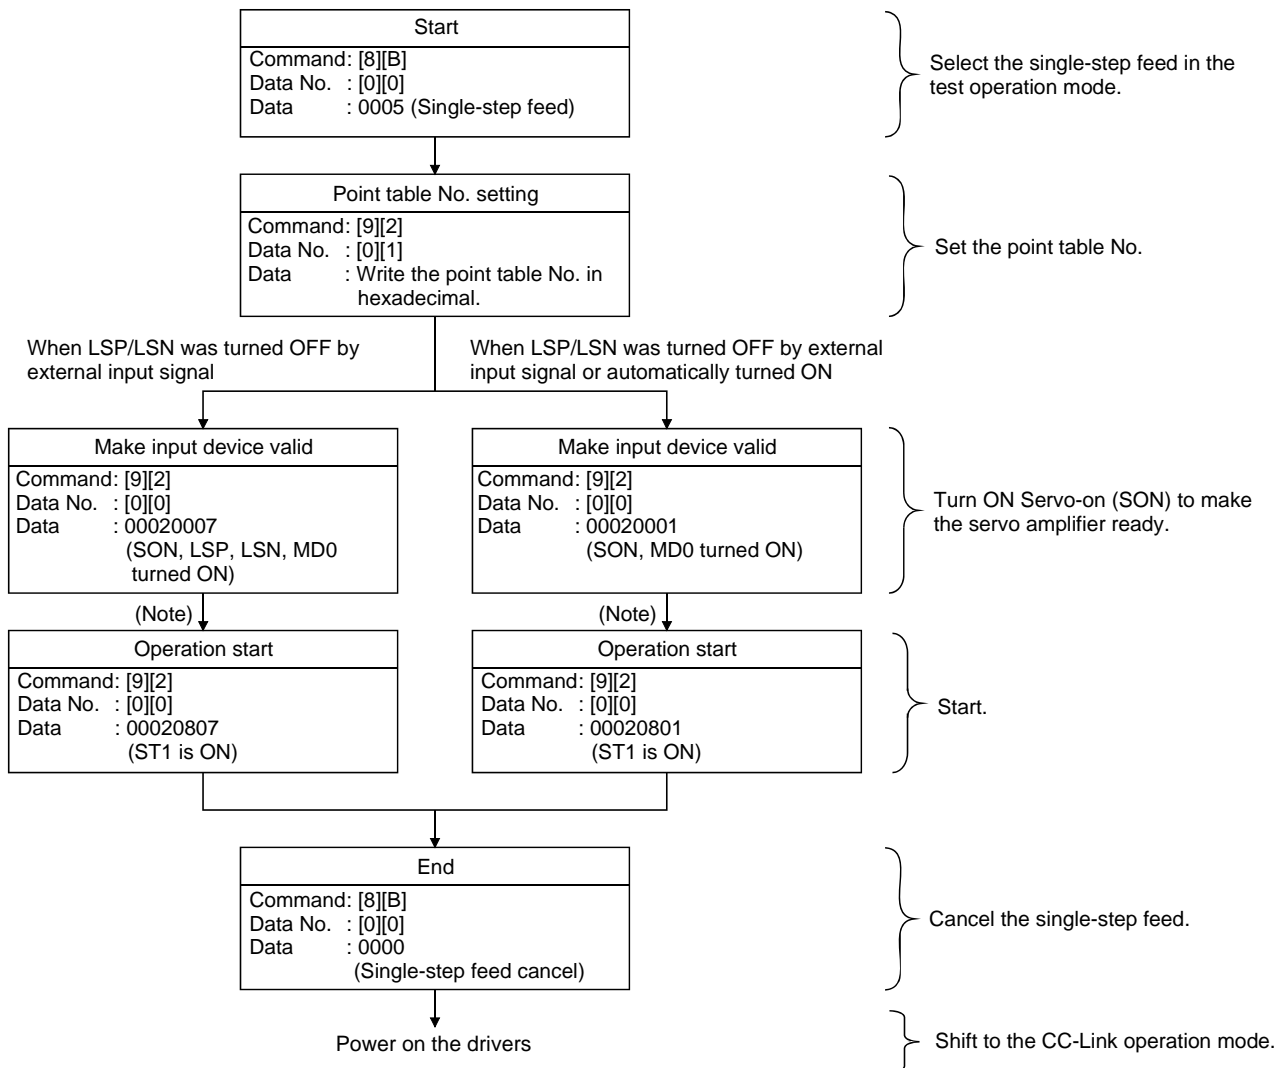 Start
Command: [8][B]
Data No. : [0][0]
Data : 0005 (Single-step feed)
Select the single-step feed in the
test operation mode.
Point table No. setting
Command: [9][2]
Data No. : [0][1]
Data : Write the point table No. in
hexadecimal.
Set the point table No.
When LSP/LSN was turned OFF by
external input signal
When LSP/LSN was turned OFF by external
input signal or automatically turned ON
Make input device valid
Command: [9][2]
Data No. : [0][0]
Data : 00020007
(SON, LSP, LSN, MD0
turned ON)
Make input device valid
Command: [9][2]
Data No. : [0][0]
Data : 00020001
(SON, MD0 turned ON)
Turn ON Servo-on (SON) to make
the servo amplifier ready.
(Note)
(Note)
Operation start
Command: [9][2]
Data No. : [0][0]
Data : 00020807
(ST1 is ON)
Operation start
Command: [9][2]
Data No. : [0][0]
Data : 00020801
(ST1 is ON)
Start.
End
Command: [8][B]
Data No. : [0][0]
Data : 0000
(Single-step feed cancel)
Cancel the single-step feed.
Power on the drivers
Shift to the CC-Link operation mode.